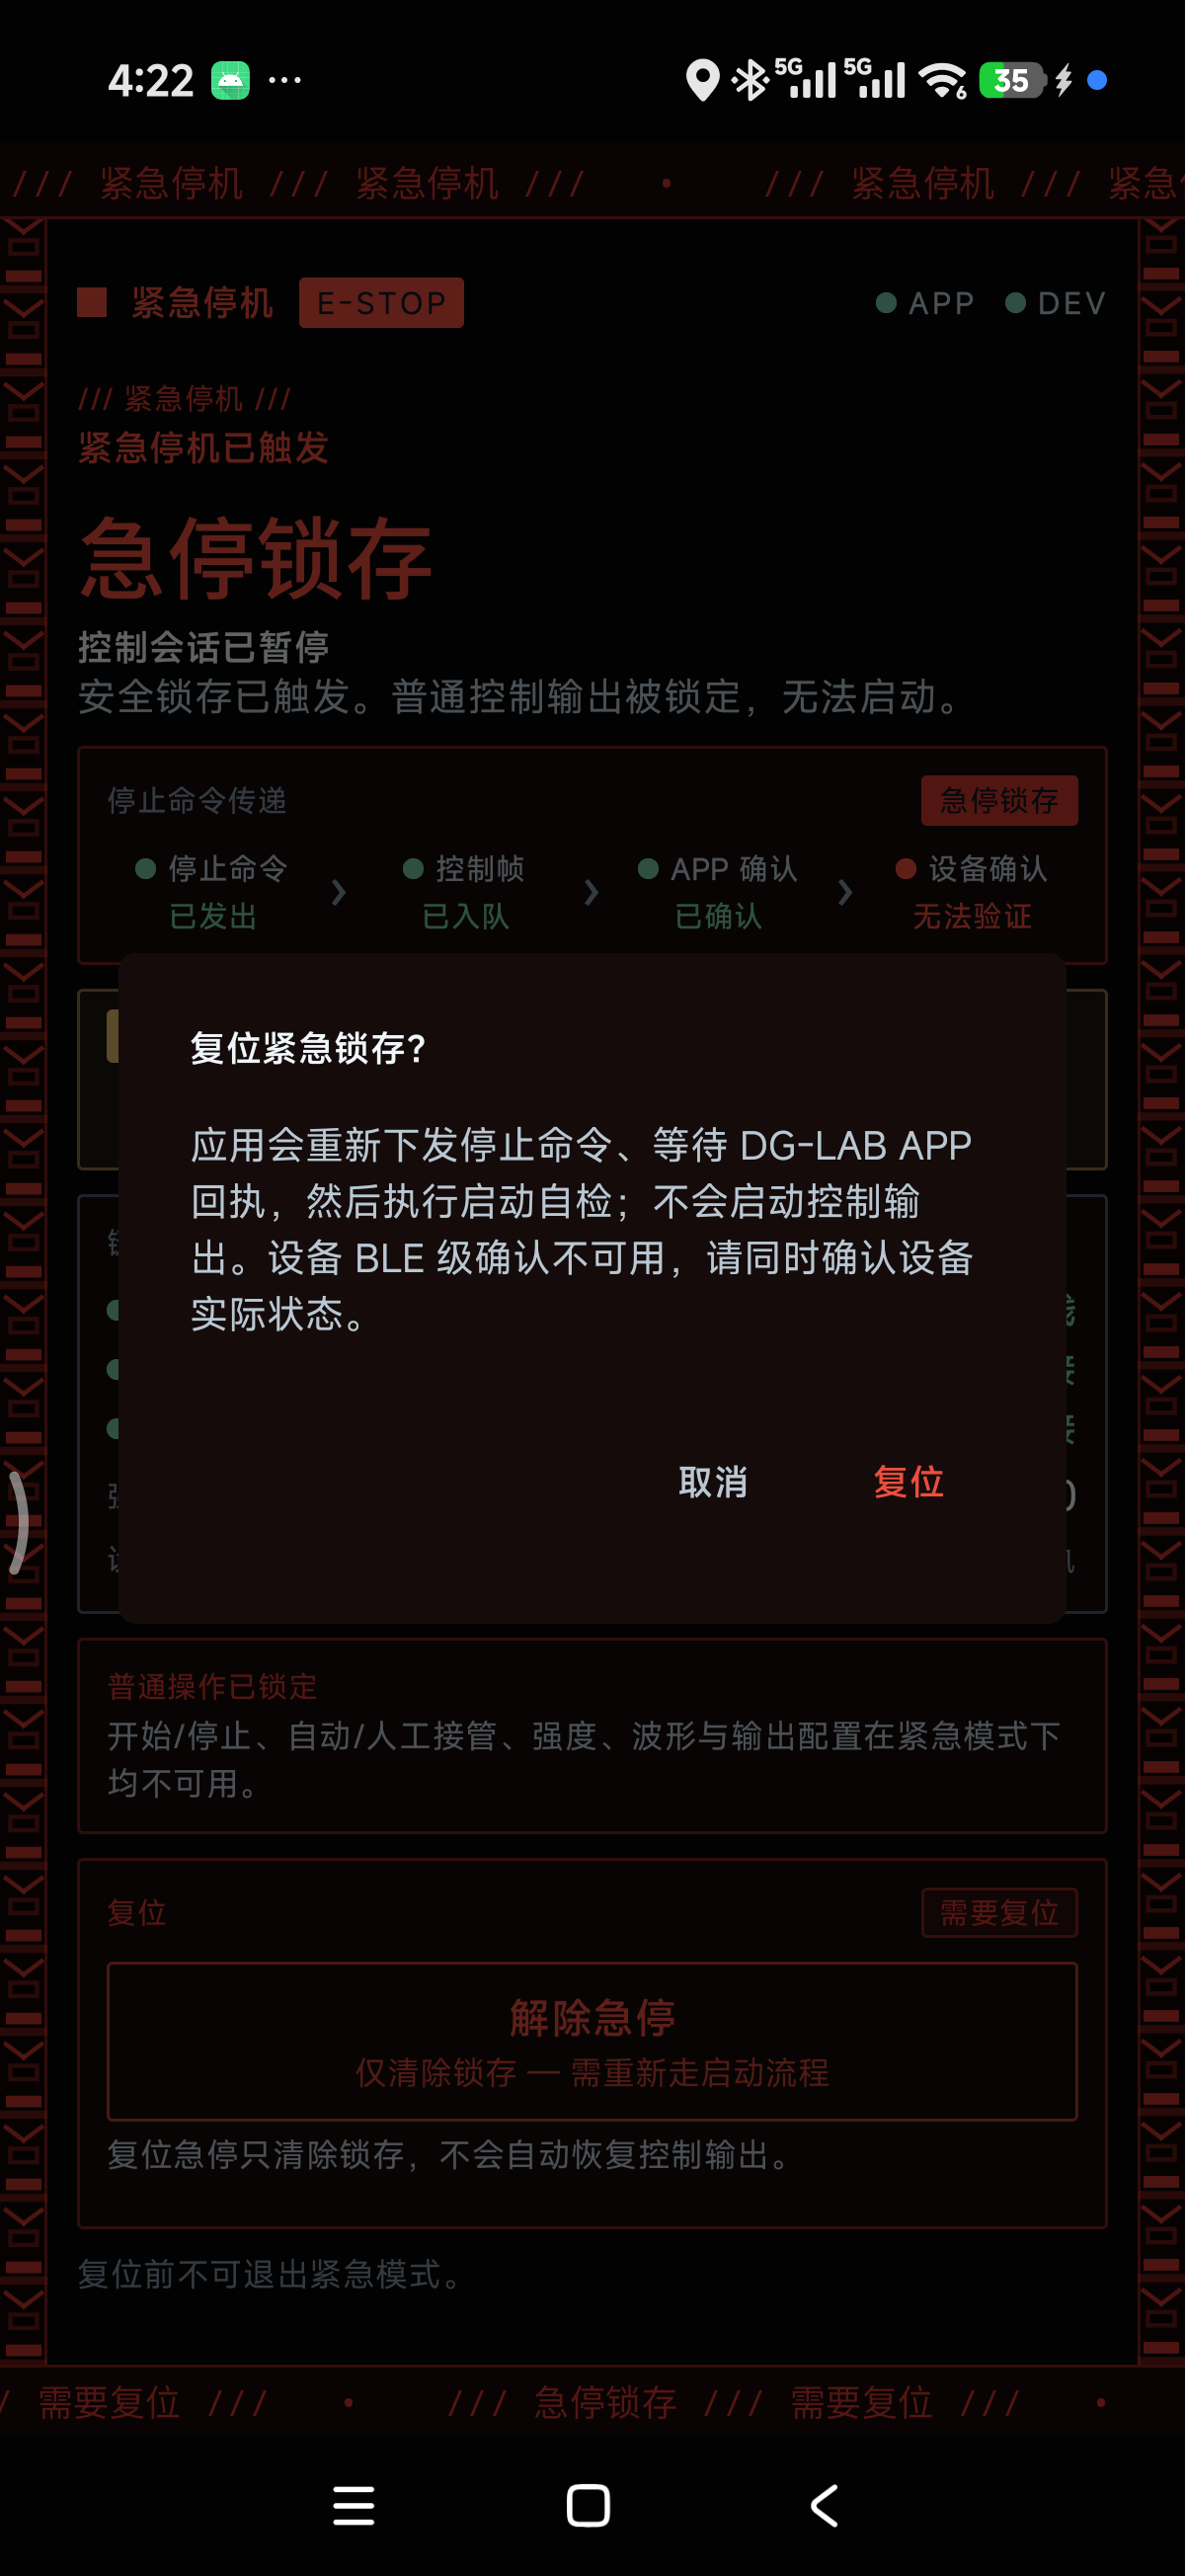 4:22 ··· 5G 5G 6 35
/// 紧急停机 /// 紧急停机 /// • /// 紧急停机 /// 紧急
紧急停机 E-STOP APP DEV
/// 紧急停机 ///
紧急停机已触发
急停锁存
控制会话已暂停
安全锁存已触发。普通控制输出被锁定，无法启动。
停止命令传递 急停锁存
停止命令 › 控制帧 › APP 确认 › 设备确认
已发出 已入队 已确认 无法验证
复位紧急锁存？
应用会重新下发停止命令、等待 DG-LAB APP
回执，然后执行启动自检；不会启动控制输
出。设备 BLE 级确认不可用，请同时确认设备
实际状态。
取消 复位
普通操作已锁定
开始/停止、自动/人工接管、强度、波形与输出配置在紧急模式下
均不可用。
复位 需要复位
解除急停
仅清除锁存 — 需重新走启动流程
复位急停只清除锁存，不会自动恢复控制输出。
复位前不可退出紧急模式。
/ 需要复位 /// • /// 急停锁存 /// 需要复位 /// •